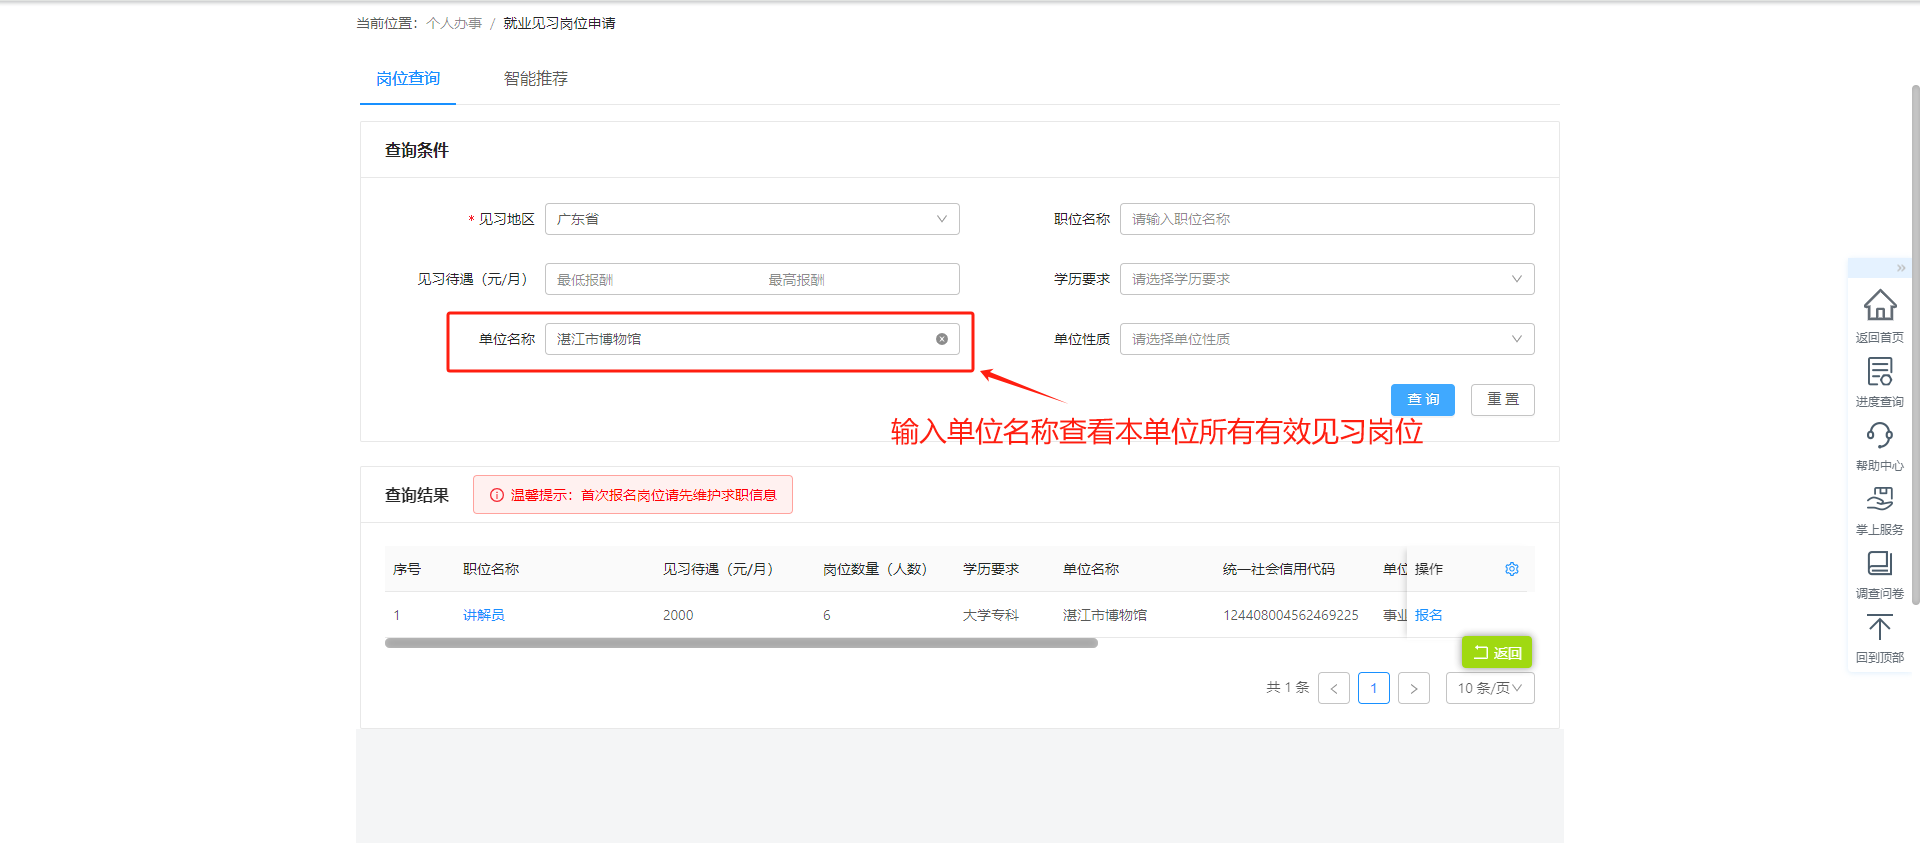 当前位置：个人办事 / 就业见习岗位申请
岗位查询 智能推荐
查询条件
* 见习地区 广东省 职位名称 请输入职位名称
见习待遇（元/月） 最低报酬 最高报酬 学历要求 请选择学历要求
单位名称 湛江市博物馆 单位性质 请选择单位性质
查 询 重 置
输入单位名称查看本单位所有有效见习岗位
查询结果 温馨提示：首次报名岗位请先维护求职信息
序号 职位名称 见习待遇（元/月） 岗位数量（人数） 学历要求 单位名称 统一社会信用代码 单位 操作
1 讲解员 2000 6 大学专科 湛江市博物馆 124408004562469225 事业 报名
返回
共 1 条 < 1 > 10 条/页
»
返回首页
进度查询
帮助中心
掌上服务
调查问卷
回到顶部